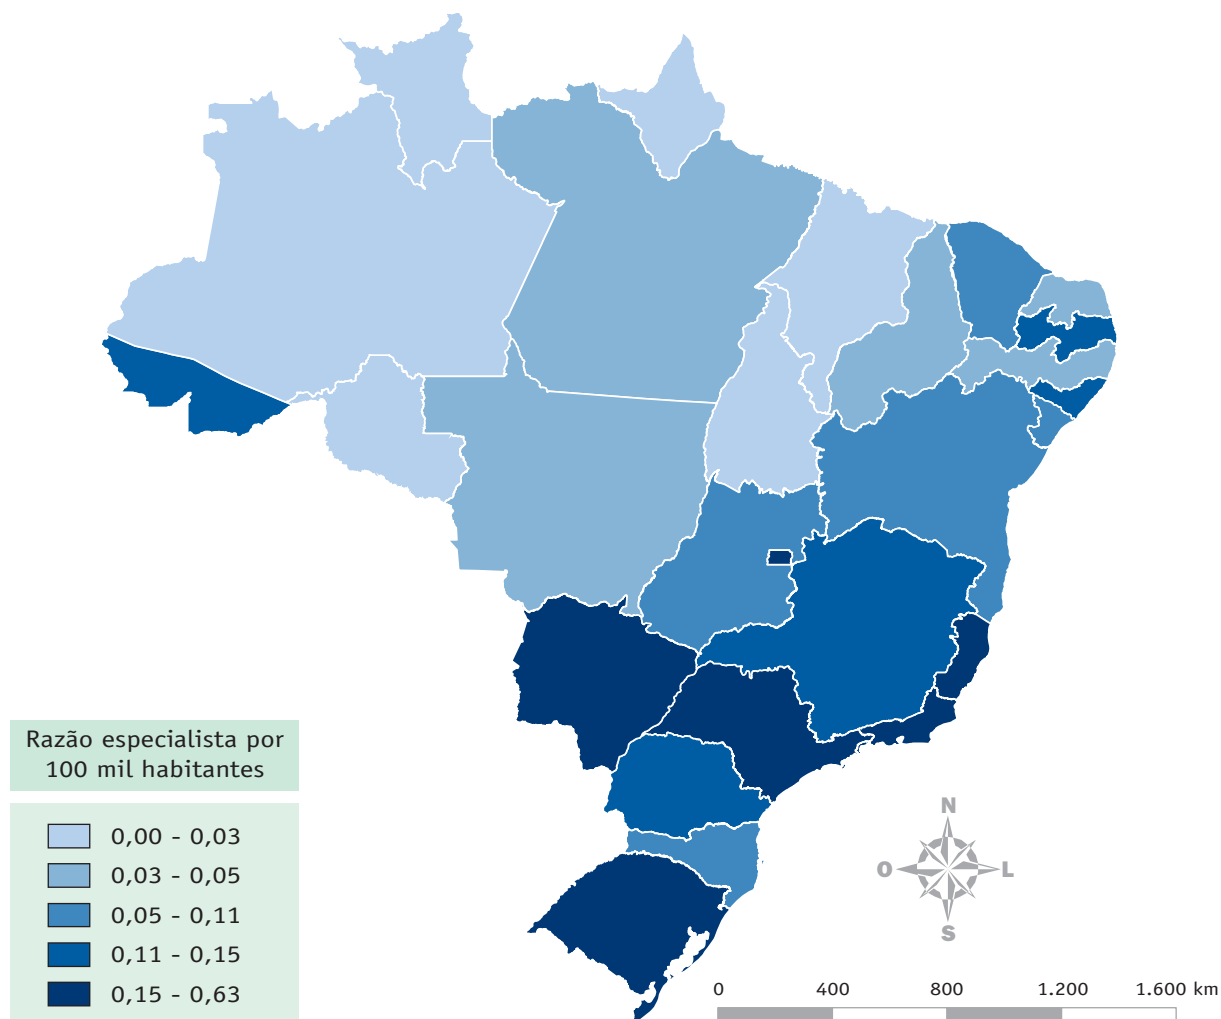 Razão especialista por
100 mil habitantes
0,00 - 0,03
0,03 - 0,05
0,05 - 0,11
0,11 - 0,15
0,15 - 0,63
N
O
L
S
0 400 800 1.200 1.600 km